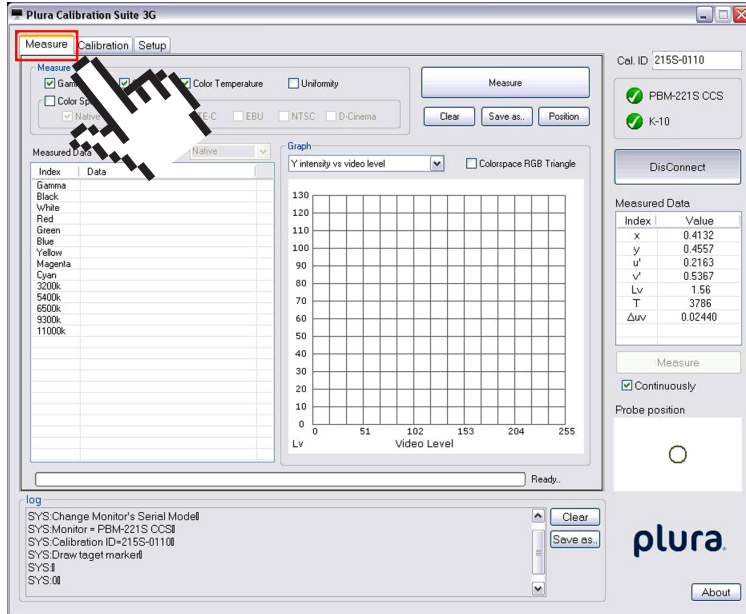 Plura Calibration Suite 3G
Measure Calibration Setup
Measure
Color Temperature Uniformity
Native EBU NTSC D-Cinema
Measure
Clear Save as.. Position
Measured Data Native
Index Data
Gamma
Black
White
Red
Green
Blue
Yellow
Magenta
Cyan
3200k
5400k
6500k
9300k
11000k
Graph
Y intensity vs video level Colorspace RGB Triangle
130
120
110
100
90
80
70
60
50
40
30
20
10
0
0 51 102 153 204 255
Lv Video Level
Ready..
Cal. ID 215S-0110
PBM-221S CCS
K-10
DisConnect
Measured Data
Index Value
x 0.4132
y 0.4557
u' 0.2163
v' 0.5367
Lv 1.56
T 3786
Δuv 0.02440
Measure
Continuously
Probe position
log
SYS:Change Monitor's Serial Model
SYS:Monitor = PBM-221S CCS
SYS:Calibration ID=215S-0110
SYS:Draw taget marker
SYS:
SYS:0
Clear
Save as..
plura.
About